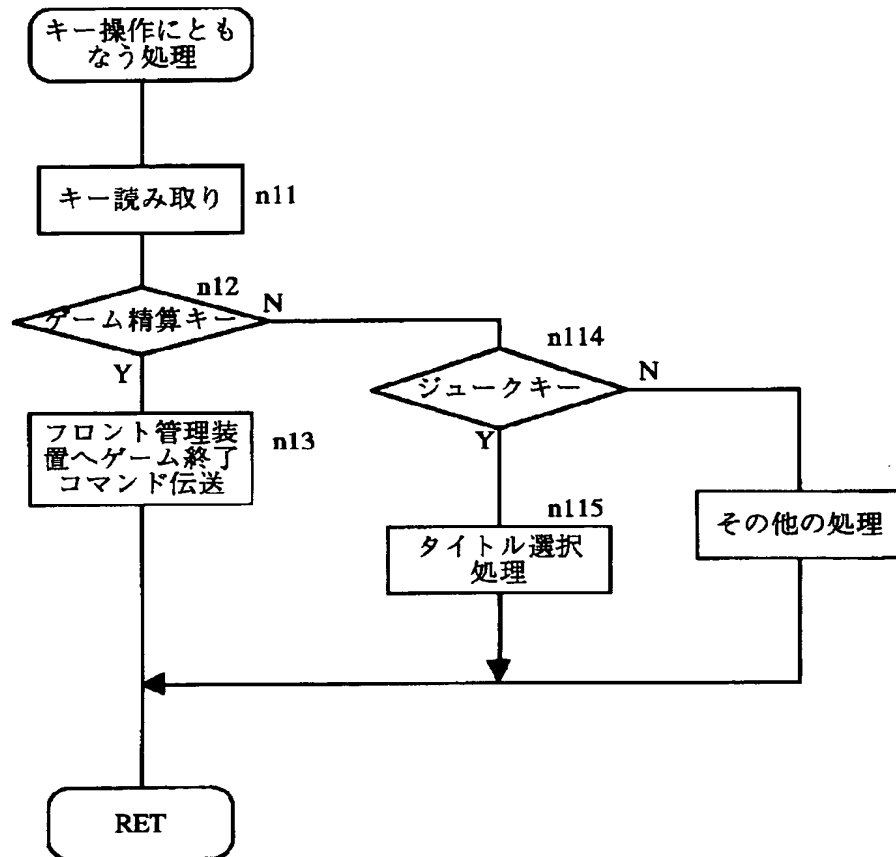 キー操作にとも
なう処理
キー読み取り
n11
n12
ゲーム精算キー
N
Y
n114
ジュークキー
N
Y
フロント管理装
置へゲーム終了
コマンド伝送
n13
n115
タイトル選択
処理
その他の処理
RET